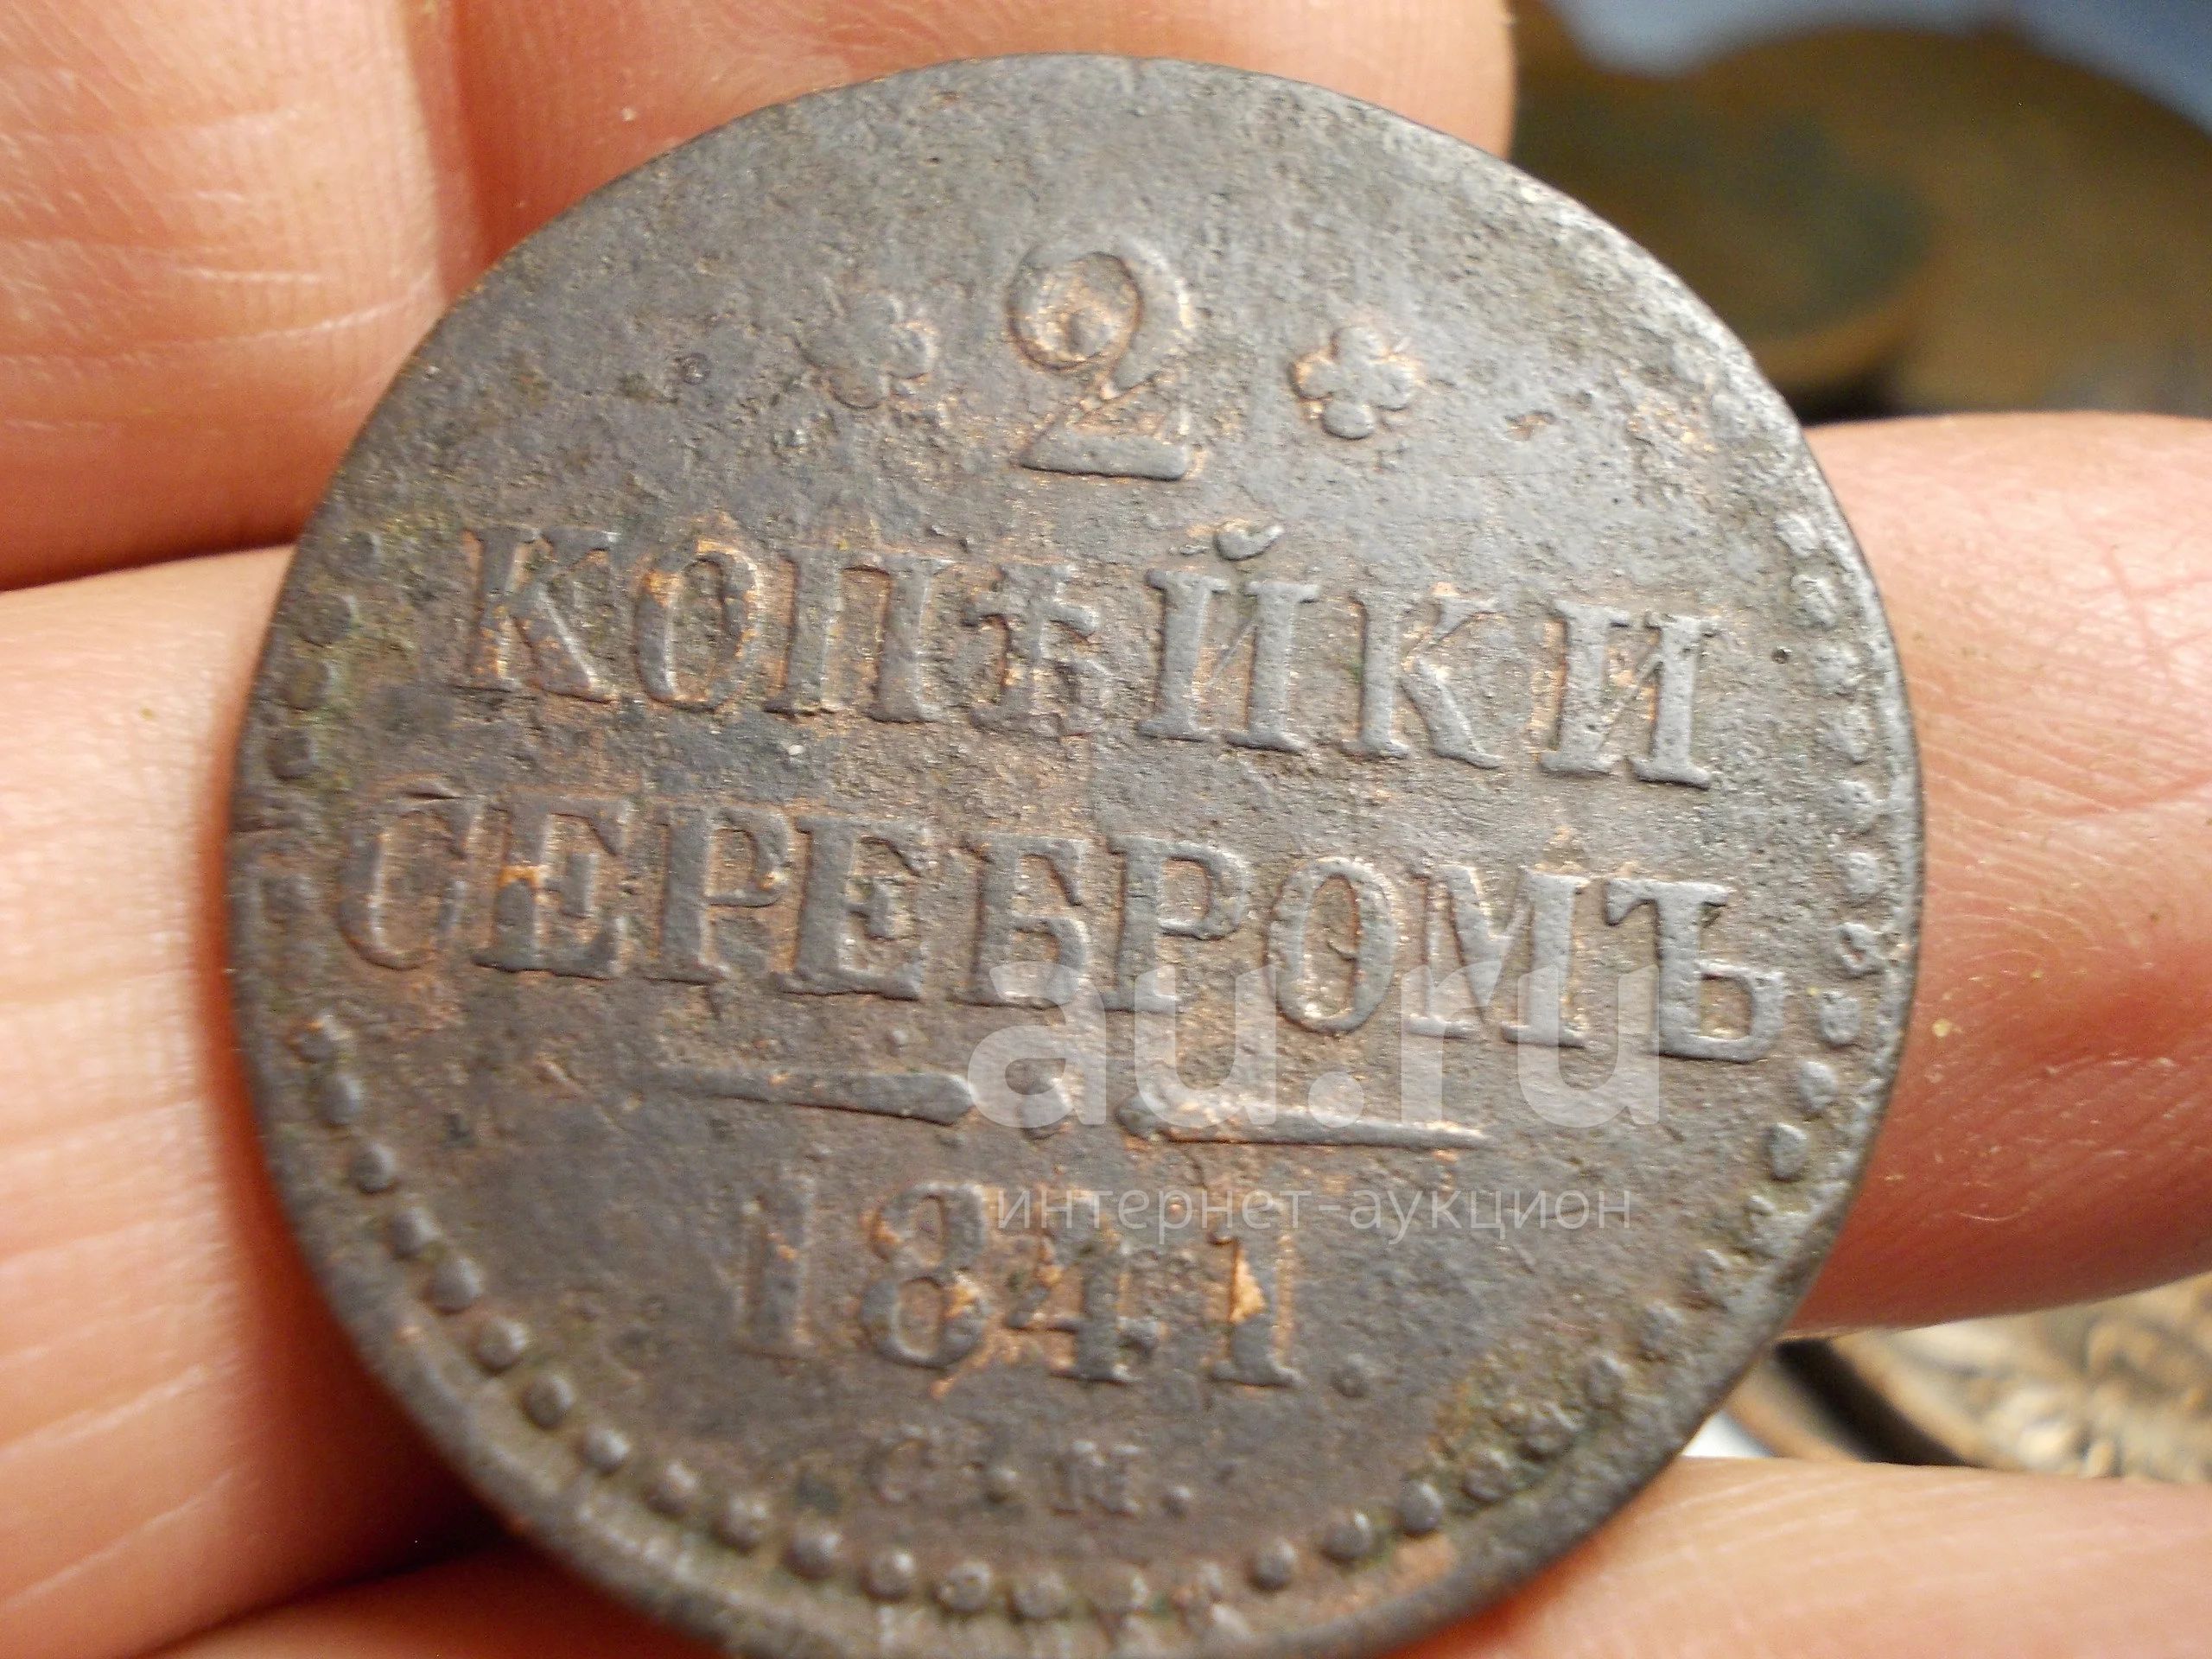 2
КОПѢЙКИ
СЕРЕБРОМЪ
1841.
С.М.
au.ru
интернет-аукцион